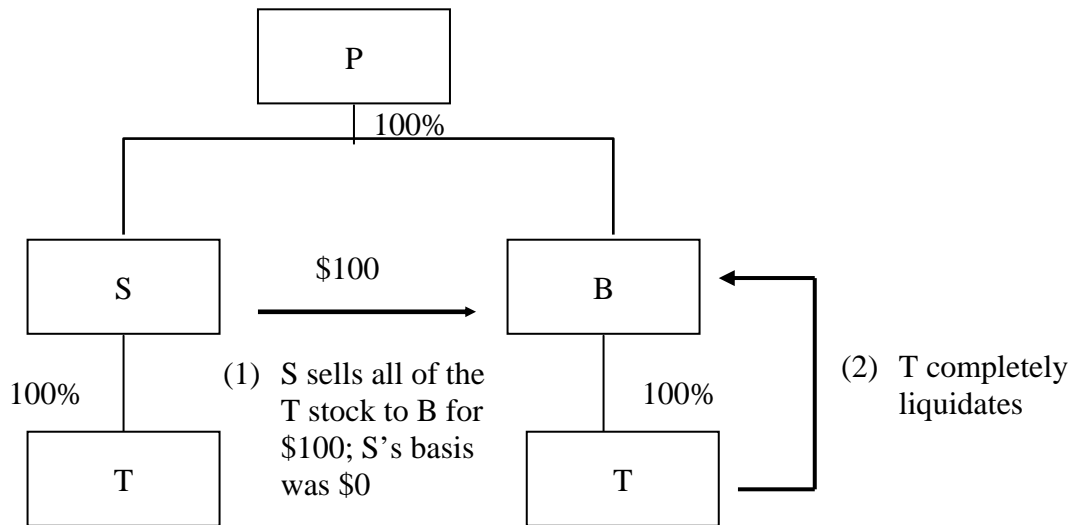 P
100%
S
$100
B
100%
(1) S sells all of the
T stock to B for
$100; S’s basis
was $0
100%
(2) T completely
liquidates
T
T